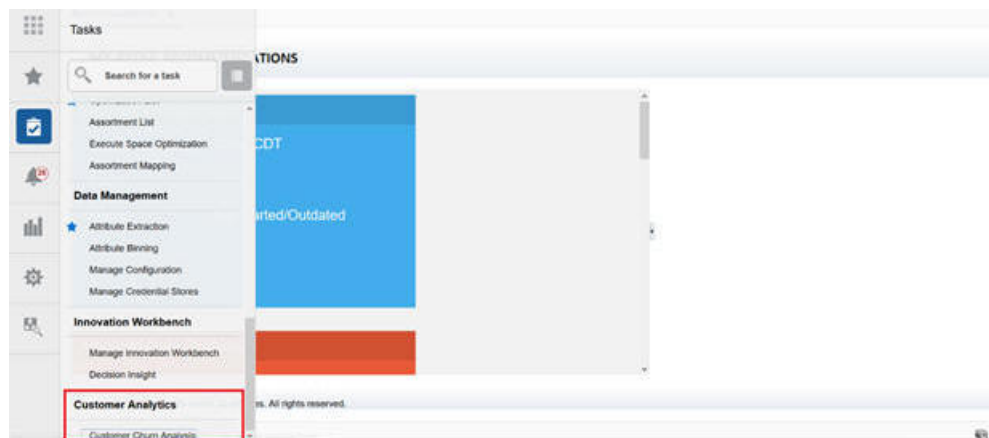 Tasks
ATIONS
Search for a task
Assortment List
Execute Space Optimization
CDT
Assortment Mapping
Data Management
arted/Outdated
Attribute Extraction
Attribute Binning
Manage Configuration
Manage Credential Stores
Innovation Workbench
Manage Innovation Workbench
Decision Insight
Customer Analytics
ns. All rights reserved.
Customer Churn Analysis